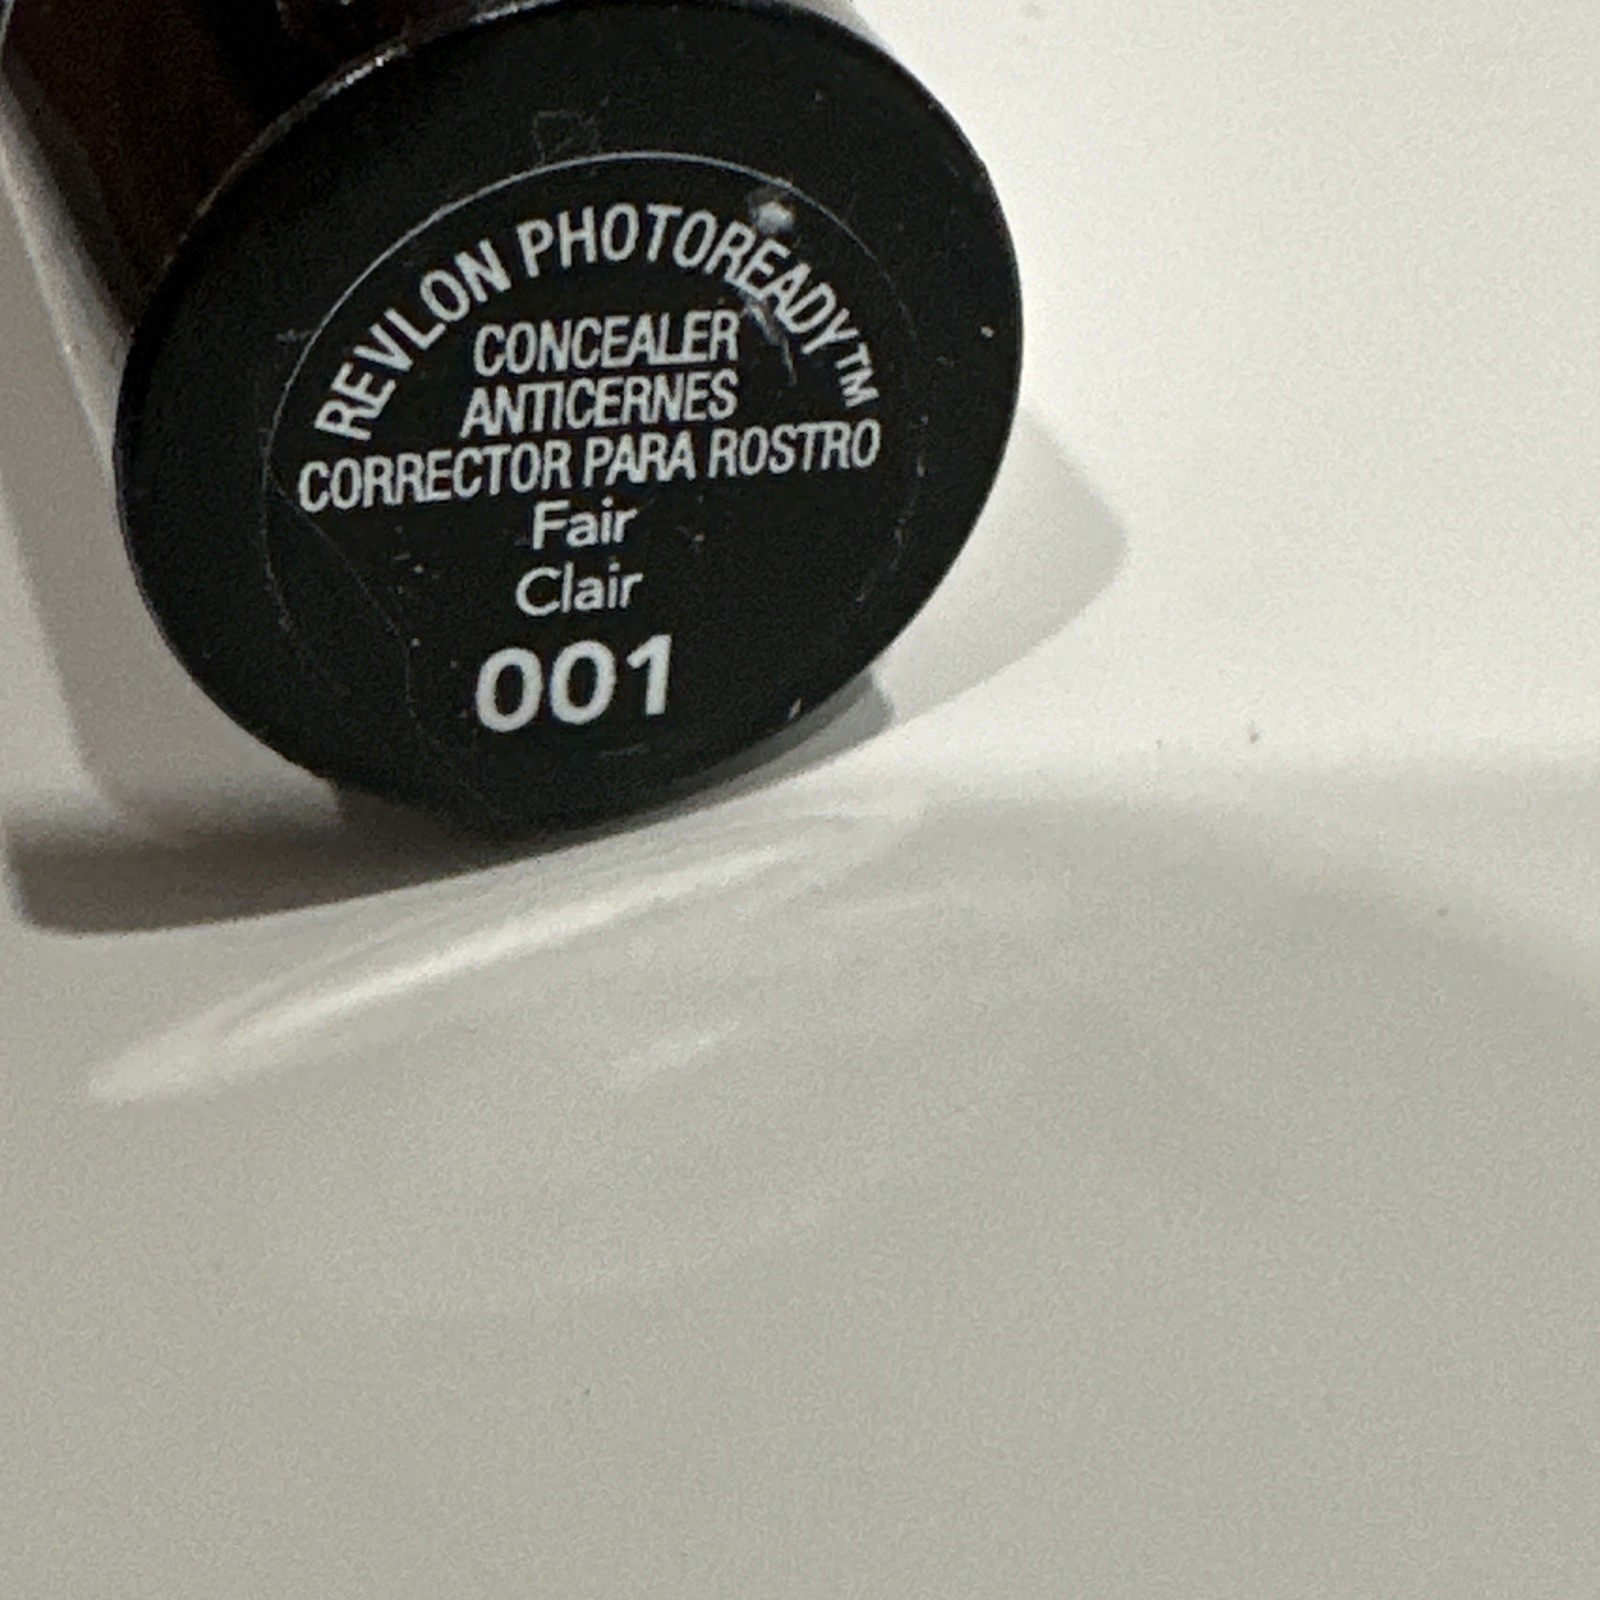 REVLON PHOTOREADY™
CONCEALER
ANTICERNES
CORRECTOR PARA ROSTRO
Fair
Clair
001